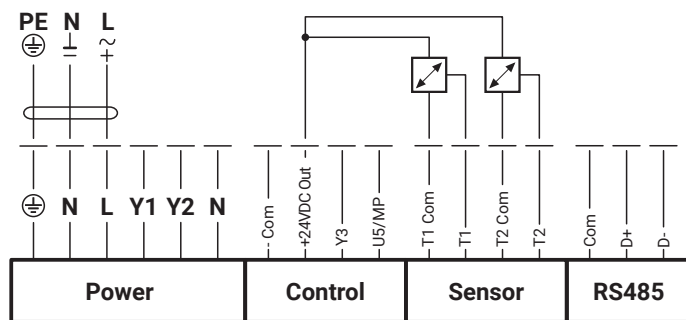 PE N L
N L Y1 Y2 N
- Com
+24VDC Out -
Y3
U5/MP
T1 Com
T1
T2 Com
T2
Com
D+
D-
Power Control Sensor RS485